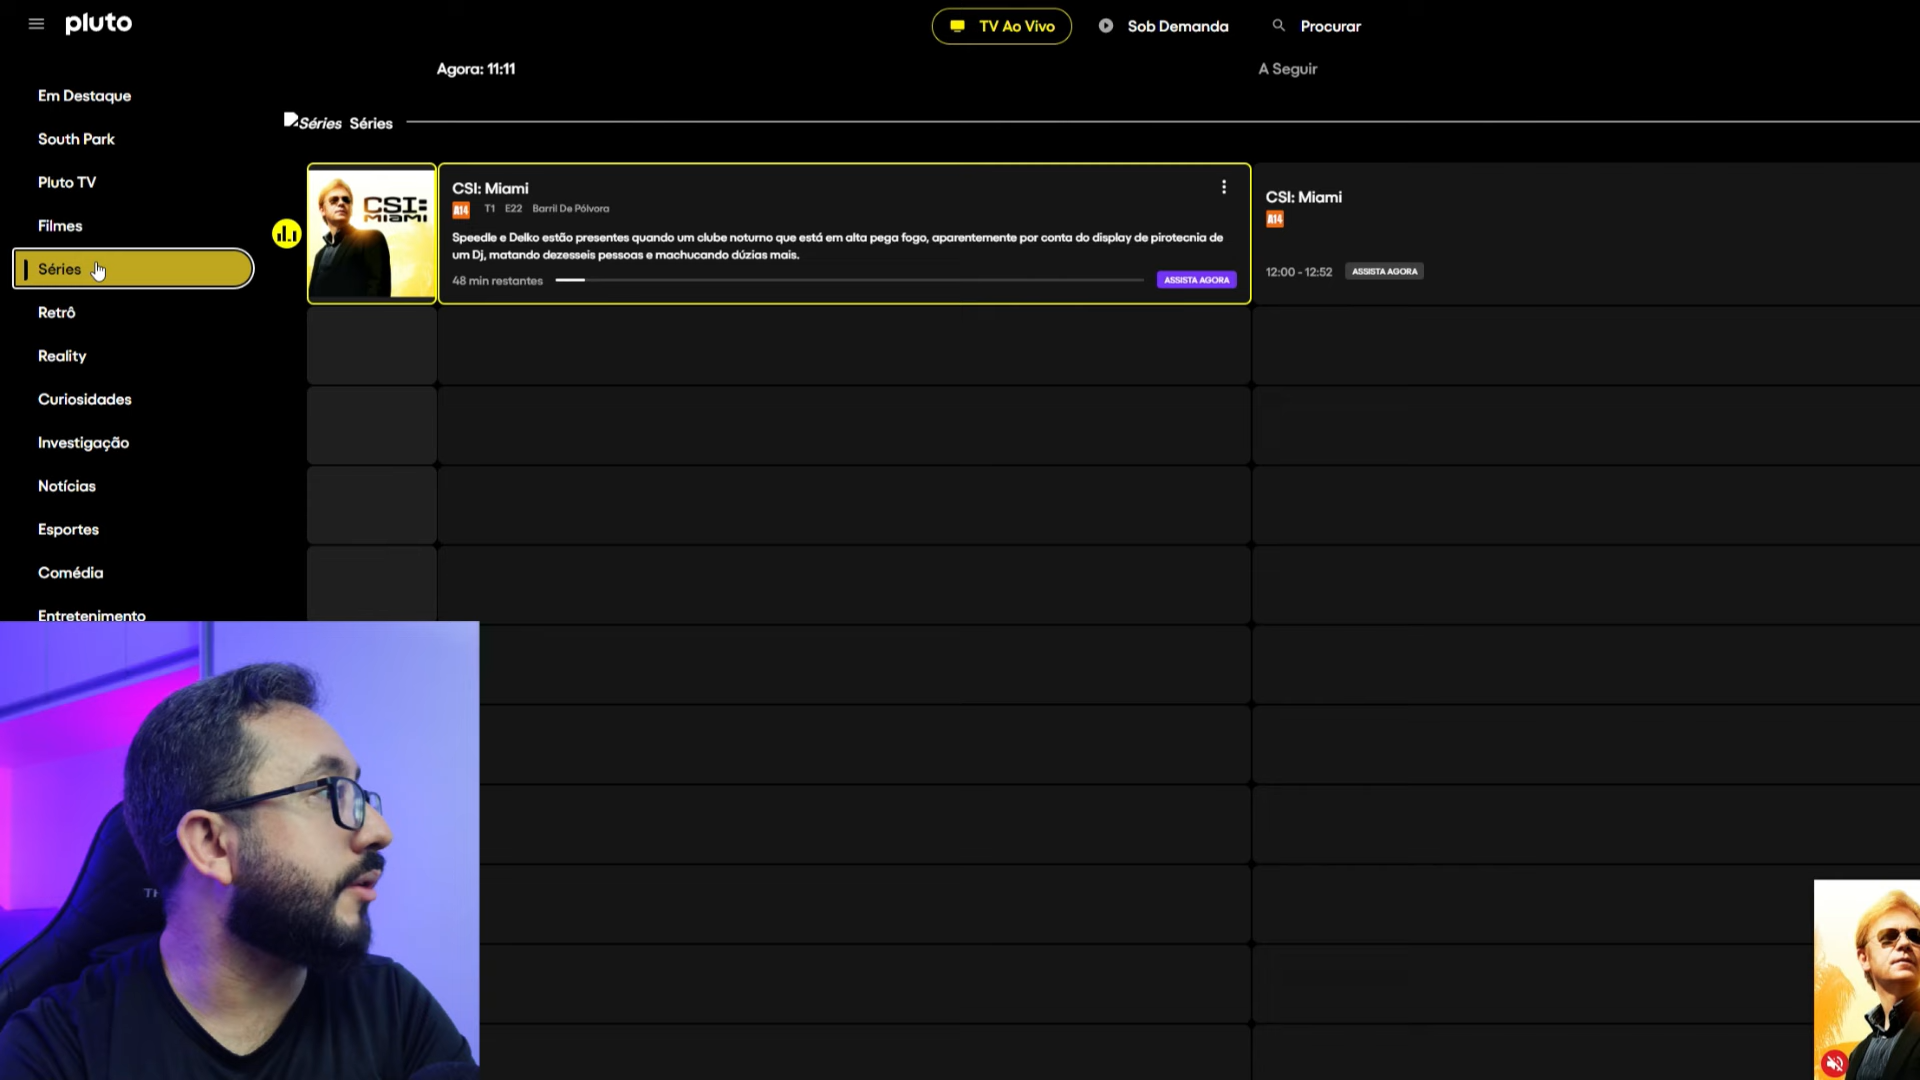 pluto
TV Ao Vivo
Sob Demanda
Procurar
Agora: 11:11
A Seguir
Em Destaque
South Park
Pluto TV
Filmes
Séries
Retrô
Reality
Curiosidades
Investigação
Notícias
Esportes
Comédia
Entretenimento
Séries Séries
CSI:
MIAMI
CSI: Miami
A14 T1 E22 Barril De Pólvora
Speedle e Delko estão presentes quando um clube noturno que está em alta pega fogo, aparentemente por conta do display de pirotecnia de
um Dj, matando dezesseis pessoas e machucando dúzias mais.
48 min restantes
ASSISTA AGORA
CSI: Miami
A14
12:00 - 12:52
ASSISTA AGORA
TH